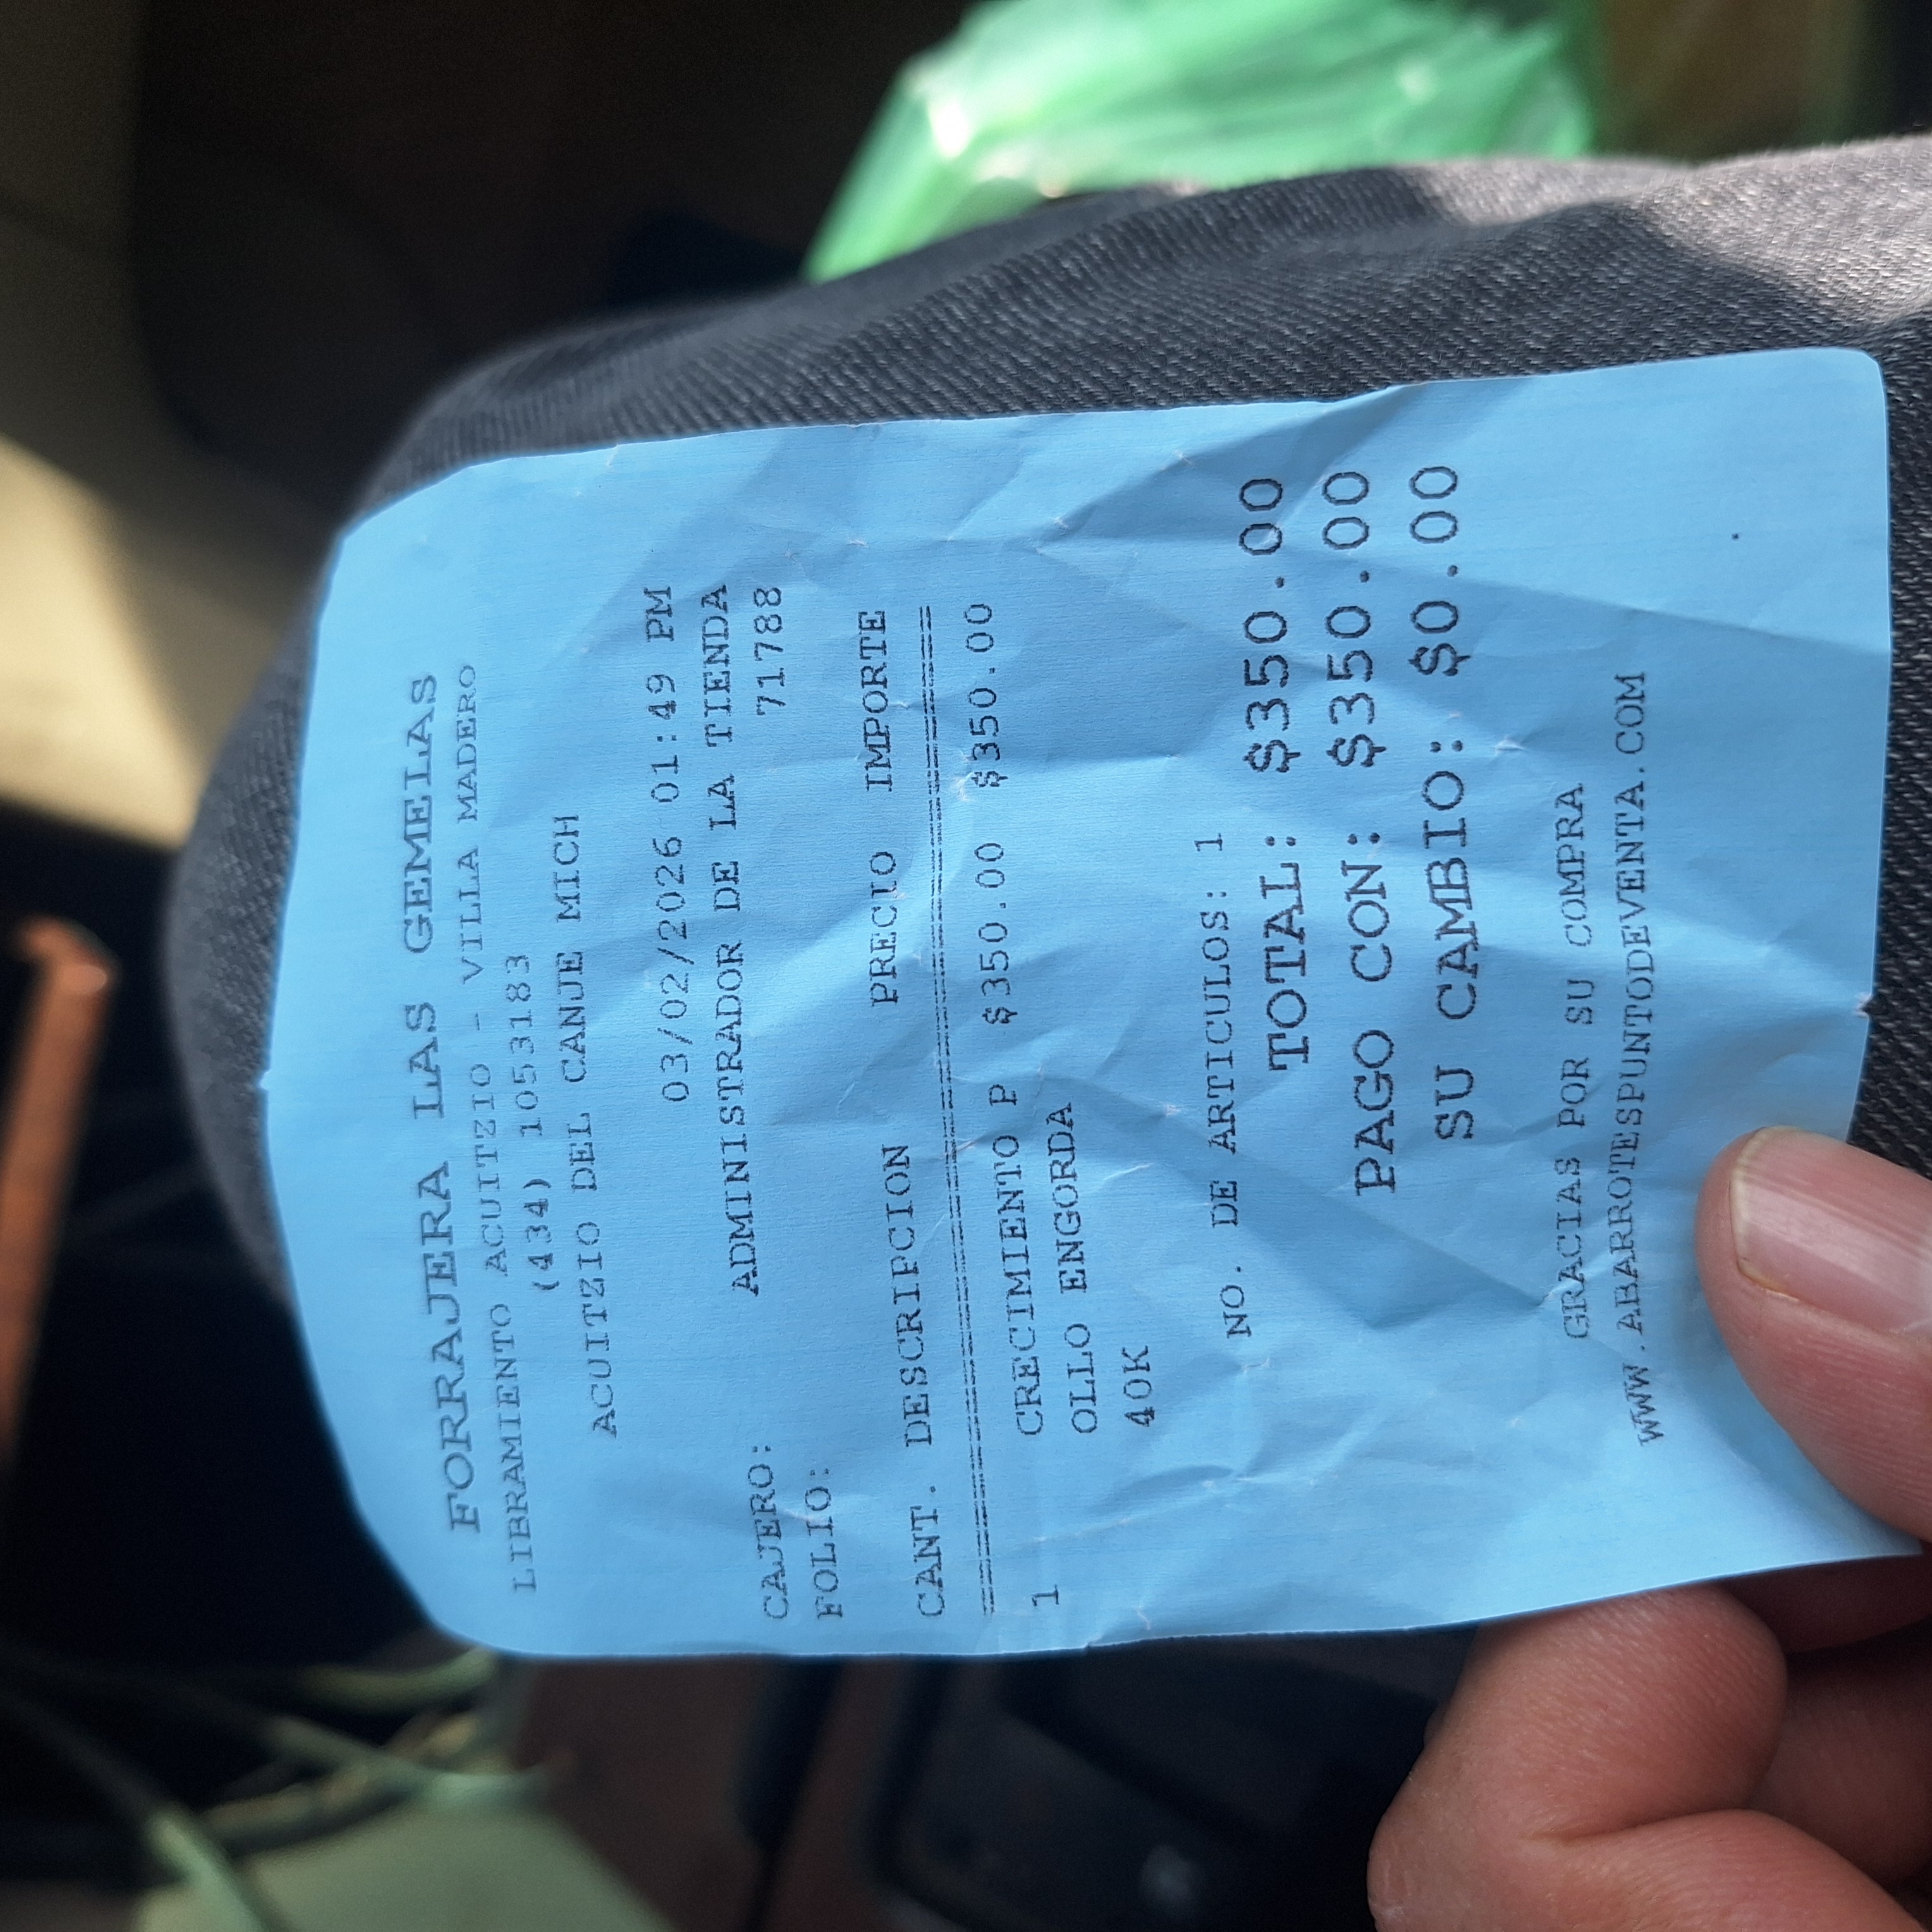 FORRAJERA LAS GEMELAS
LIBRAMIENTO ACUITZIO - VILLA MADERO
(434) 1053183
ACUITZIO DEL CANJE MICH
03/02/2026 01:49 PM
CAJERO: ADMINISTRADOR DE LA TIENDA
FOLIO: 71788
CANT. DESCRIPCION PRECIO IMPORTE
1 CRECIMIENTO P $350.00 $350.00
OLLO ENGORDA
40K
NO. DE ARTICULOS: 1
TOTAL: $350.00
PAGO CON: $350.00
SU CAMBIO: $0.00
GRACIAS POR SU COMPRA
WWW.ABARROTESPUNTODEVENTA.COM